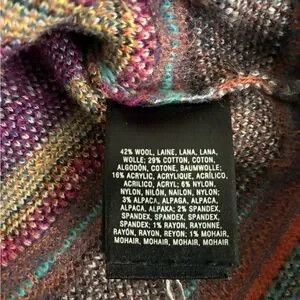 42% WOOL, LAINE, LANA, LANA,
WOLLE; 29% COTTON, COTON,
ALGODÓN, COTONE, BAUMWOLLE;
16% ACRYLIC, ACRYLIQUE, ACRÍLICO,
ACRILICO, ACRYL; 6% NYLON,
NYLON, NILÓN, NAILON, NYLON;
3% ALPACA, ALPAGA, ALPACA,
ALPACA, ALPAKA; 2% SPANDEX,
SPANDEX, SPANDEX, SPANDEX,
SPANDEX; 1% RAYON, RAYONNE,
RAYÓN, RAYON, REYON; 1% MOHAIR,
MOHAIR, MOHAIR, MOHAIR, MOHAIR